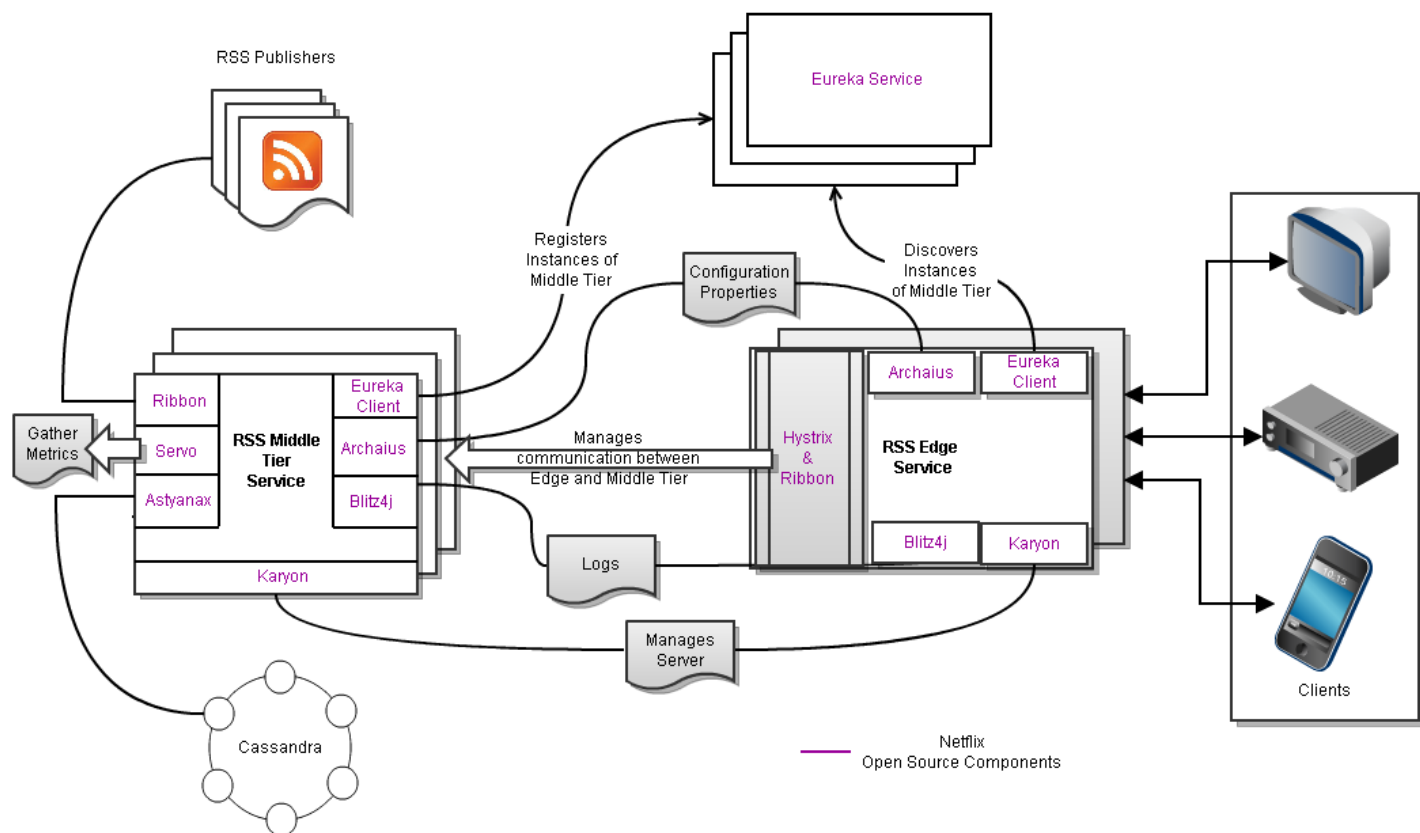 RSS Publishers
Eureka Service
Registers
Instances of
Middle Tier
Configuration
Properties
Discovers
Instances
of Middle Tier
Ribbon
Servo
Astyanax
RSS Middle
Tier
Service
Eureka
Client
Archaius
Blitz4j
Karyon
Gather
Metrics
Manages
communication between
Edge and Middle Tier
Hystrix
&
Ribbon
Archaius
Eureka
Client
RSS Edge
Service
Blitz4j
Karyon
Logs
Manages
Server
Cassandra
10:15
Clients
Netflix
Open Source Components